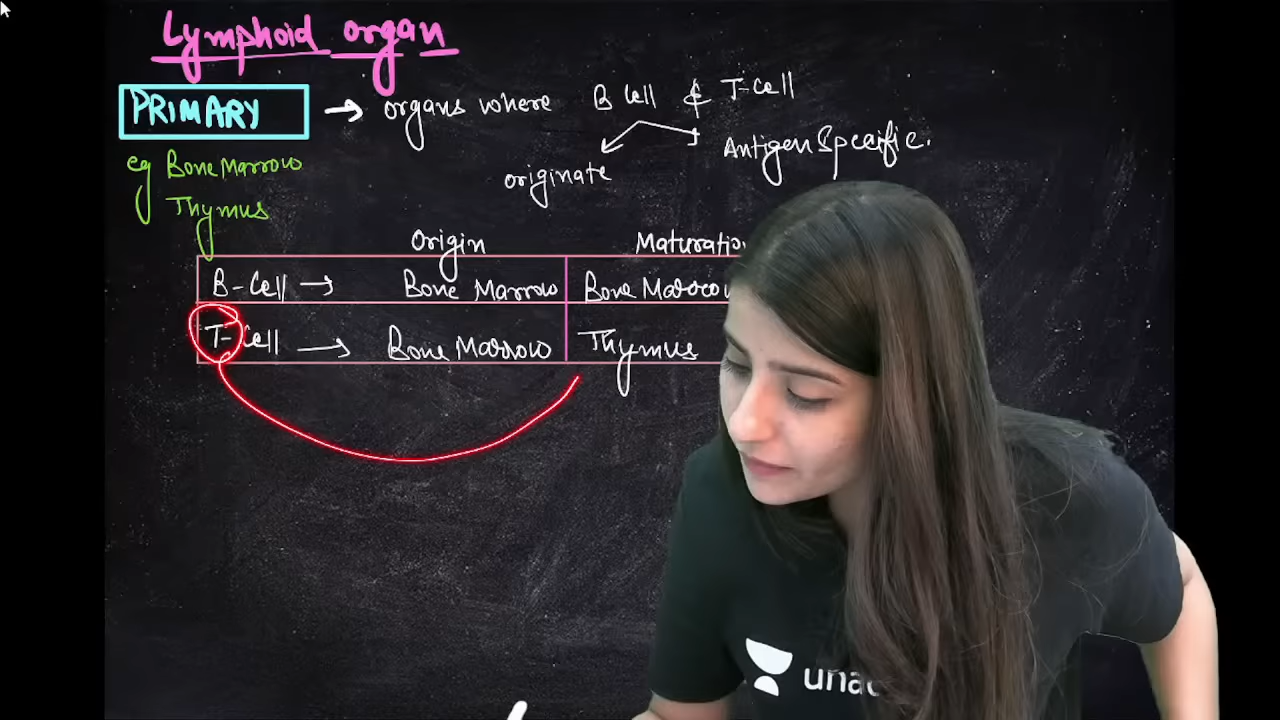 Lymphoid organ
PRIMARY → organs where B Cell & T-Cell
originate Antigen Specific.
eg Bone Marrow
Thymus
Origin Maturation
B-Cell → Bone Marrow Bone Marrow
T-Cell → Bone Marrow Thymus